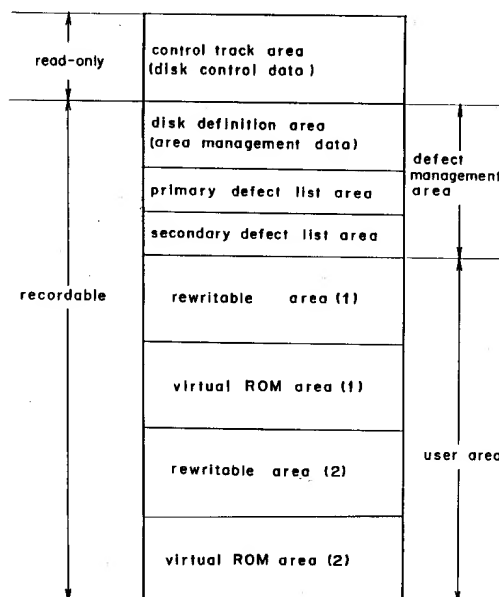 control track area
(disk control data)
read-only
disk definition area
(area management data)
defect
management
area
primary defect list area
secondary defect list area
recordable
rewritable area (1)
virtual ROM area (1)
user area
rewritable area (2)
virtual ROM area (2)